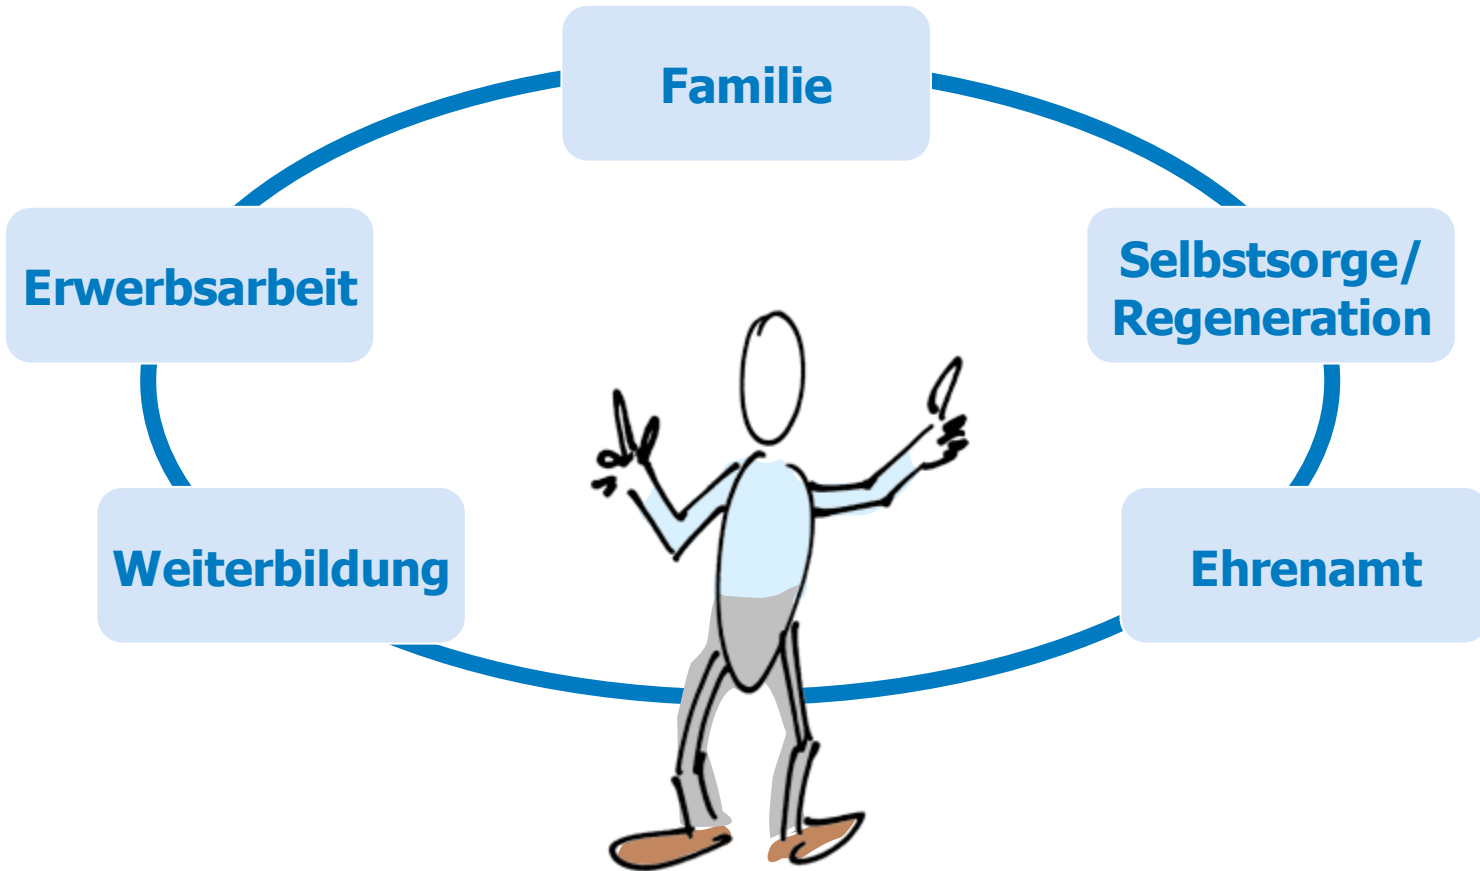 Familie
Erwerbsarbeit
Selbstsorge/
Regeneration
Weiterbildung
Ehrenamt